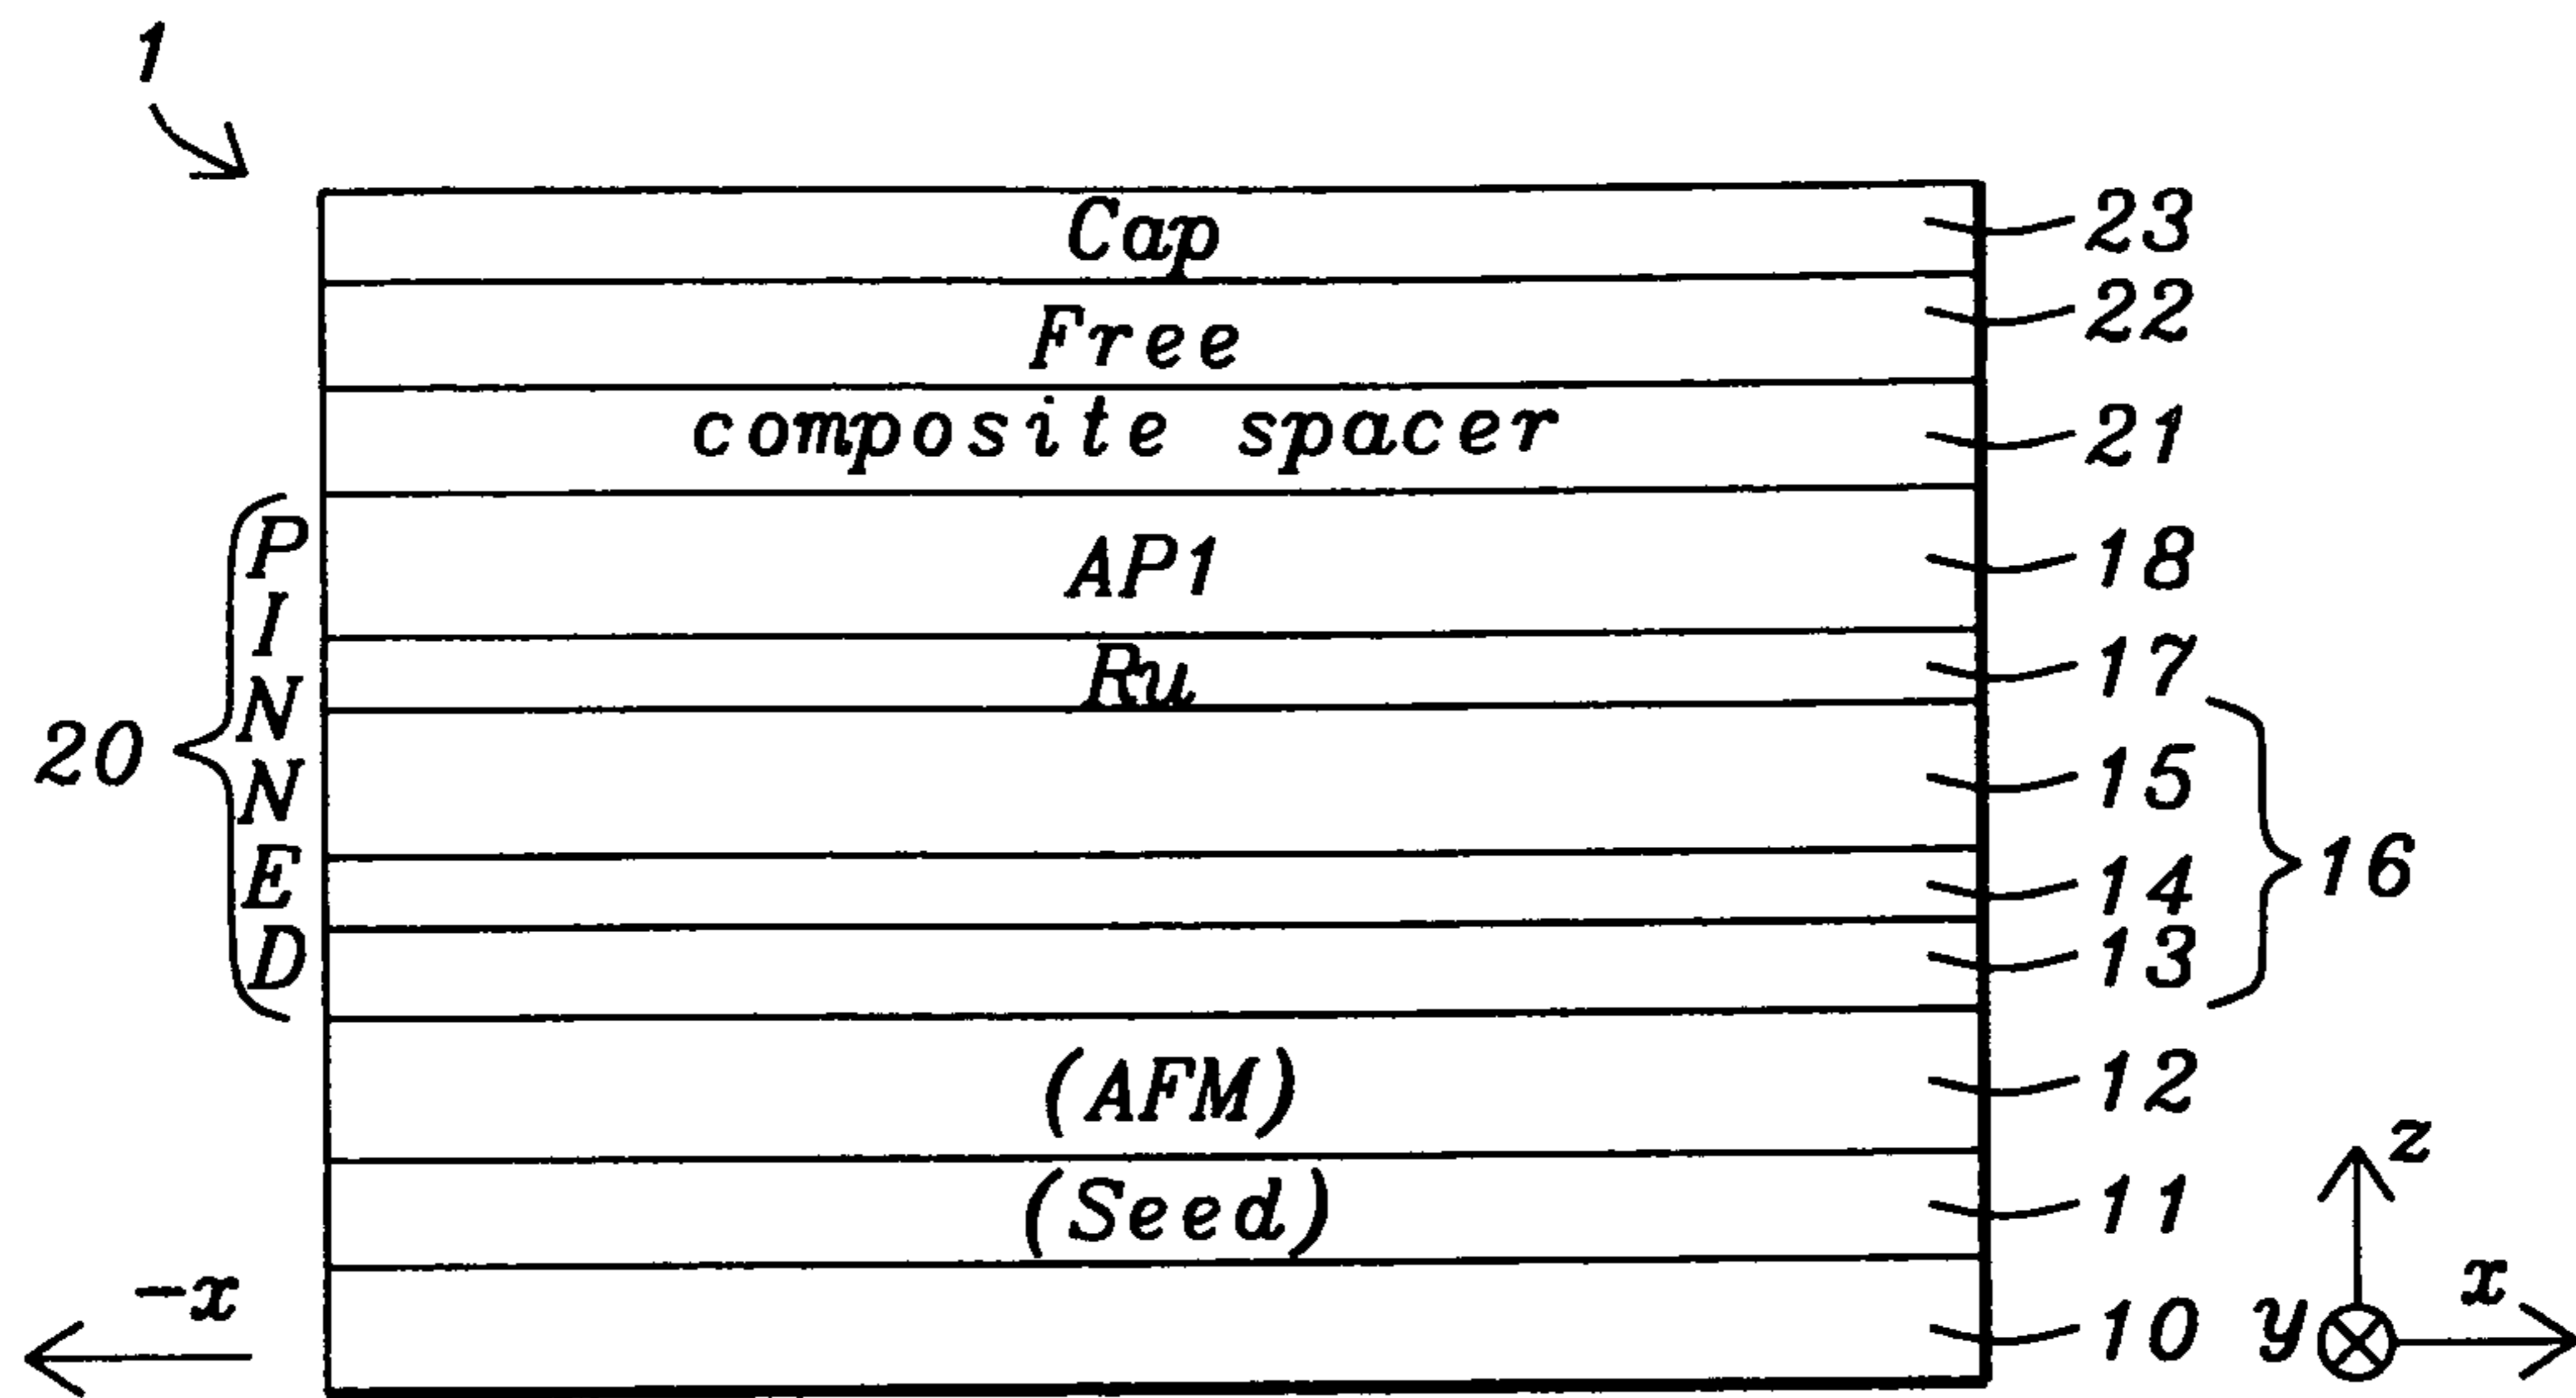 1
Cap 23
Free 22
composite spacer 21
AP1 18
Ru 17
15
14
13
16
20
PINNED
(AFM) 12
(Seed) 11
10
-x
z
y
x